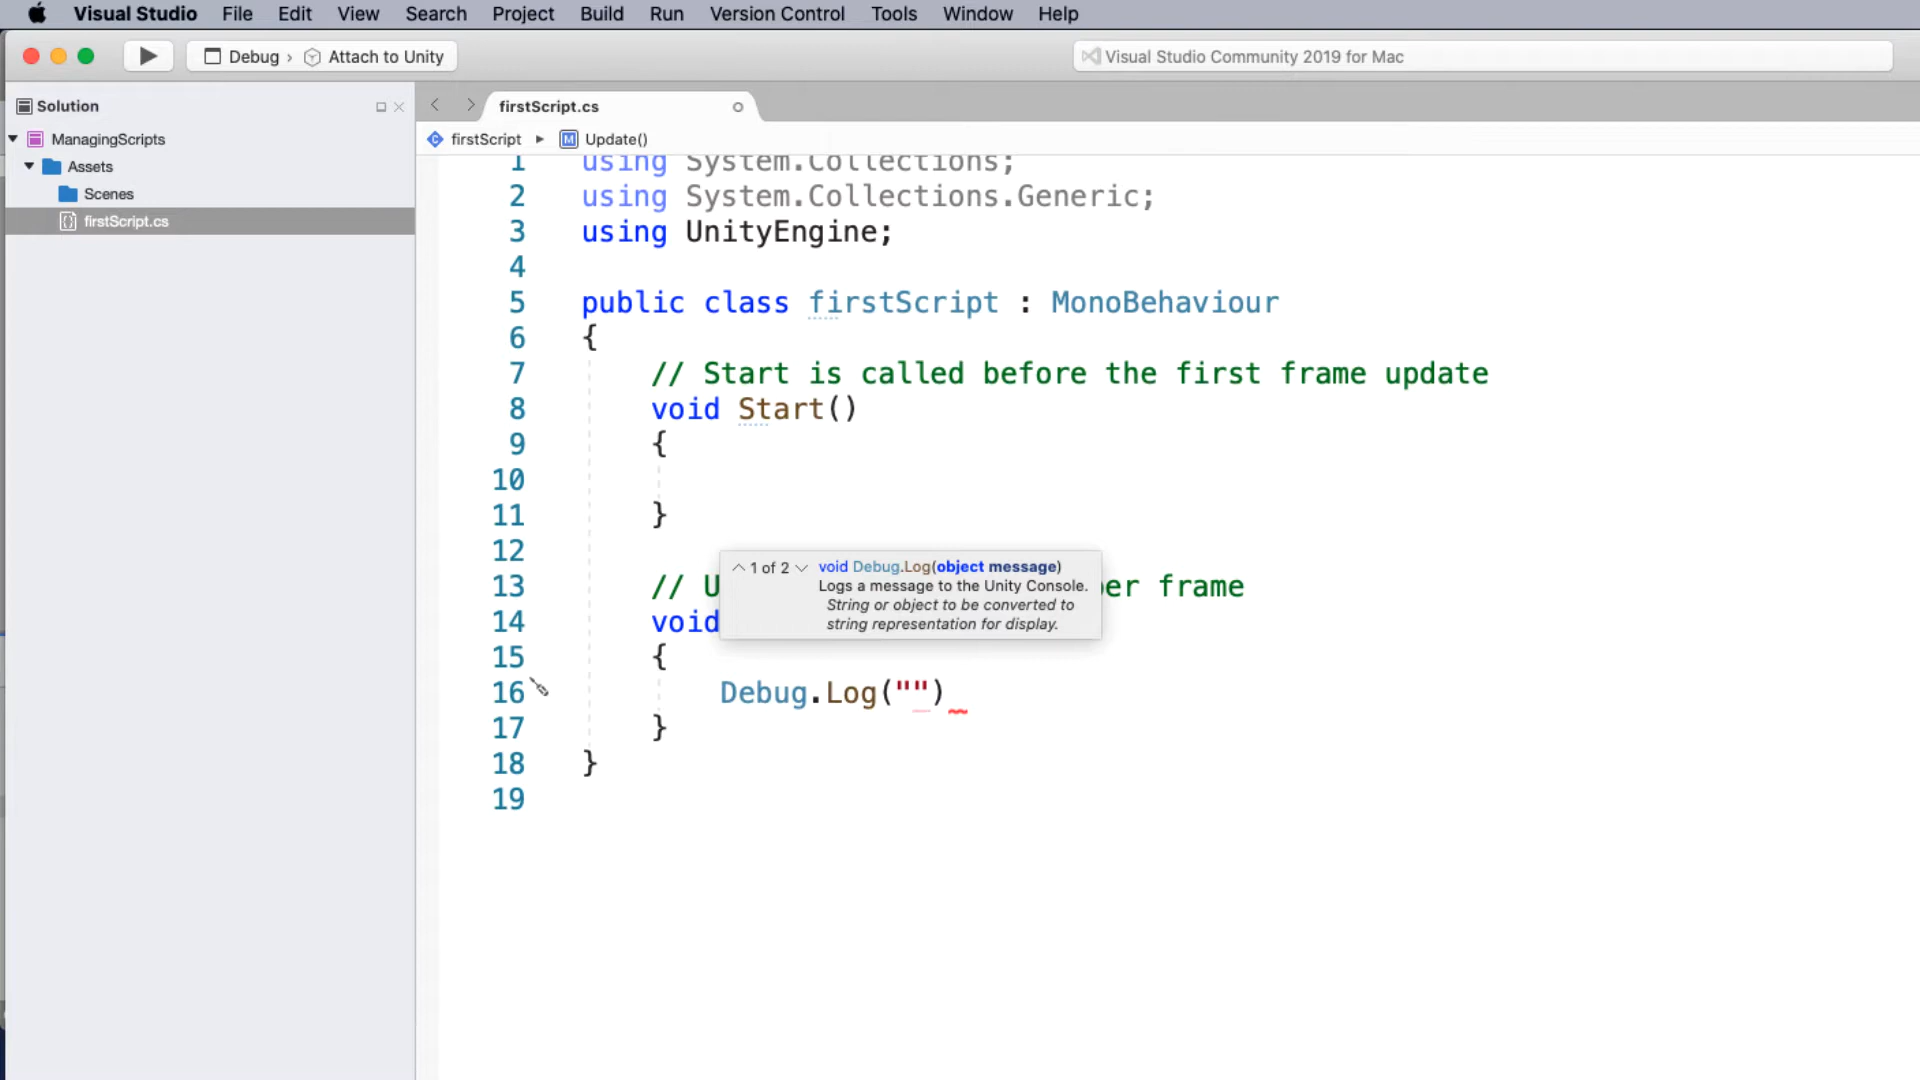 Visual Studio File Edit View Search Project Build Run Version Control Tools Window Help
Debug › Attach to Unity
Visual Studio Community 2019 for Mac
Solution
ManagingScripts
Assets
Scenes
firstScript.cs
firstScript.cs
firstScript Update()
1 using System.Collections;
2 using System.Collections.Generic;
3 using UnityEngine;
4
5 public class firstScript : MonoBehaviour
6 {
7 // Start is called before the first frame update
8 void Start()
9 {
10
11 }
12
13 // U er frame
14 void
15 {
16 Debug.Log("")
17 }
18 }
19
1 of 2 void Debug.Log(object message)
Logs a message to the Unity Console.
String or object to be converted to
string representation for display.